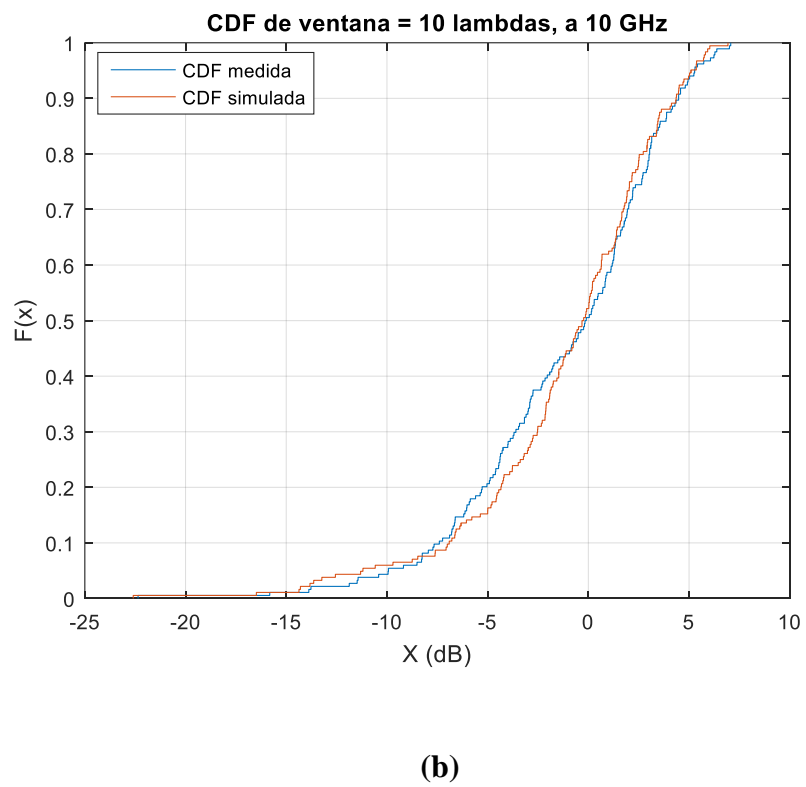 CDF de ventana = 10 lambdas, a 10 GHz
CDF medida
CDF simulada
1
0.9
0.8
0.7
0.6
0.5
0.4
0.3
0.2
0.1
0
F(x)
-25 -20 -15 -10 -5 0 5 10
X (dB)
(b)